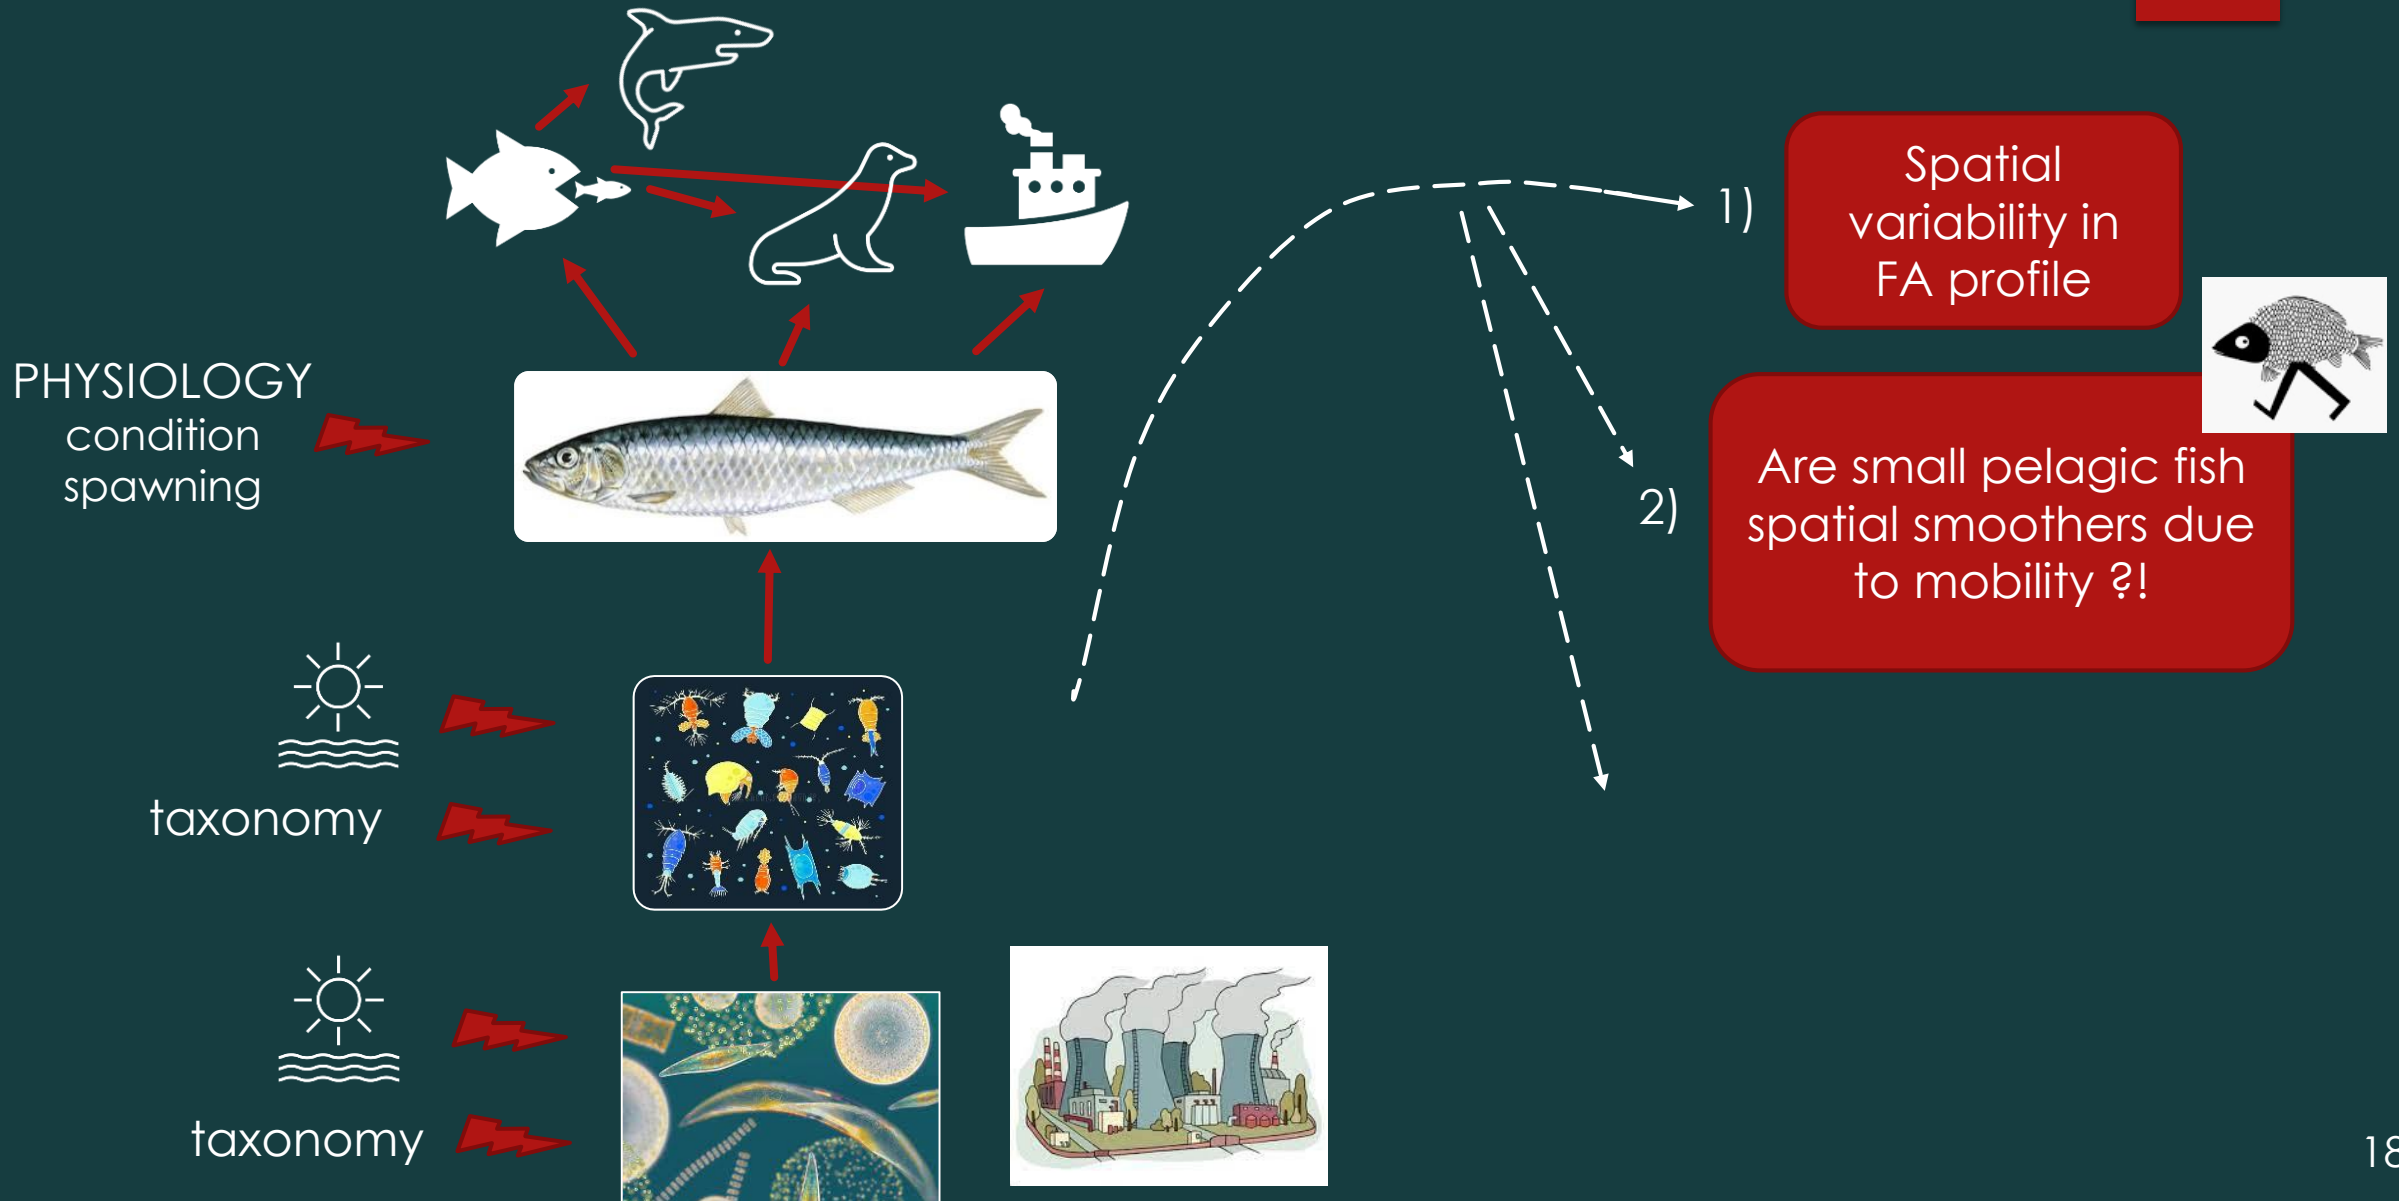 1)
Spatial
variability in
FA profile
PHYSIOLOGY
condition
spawning
2)
Are small pelagic fish
spatial smoothers due
to mobility ?!
taxonomy
taxonomy
18